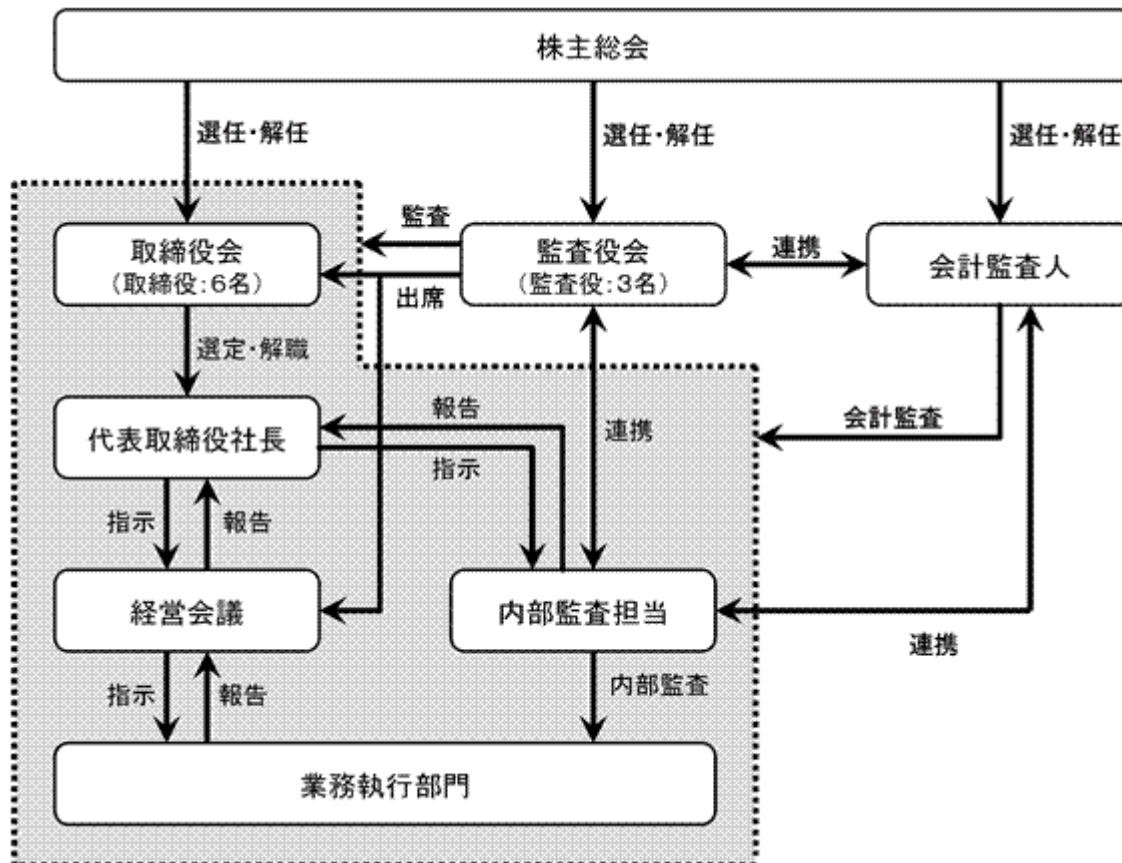 株主総会
選任・解任
選任・解任
選任・解任
取締役会
（取締役：6名）
監査
出席
監査役会
（監査役：3名）
連携
会計監査人
選定・解職
代表取締役社長
報告
指示
連携
会計監査
指示
報告
経営会議
内部監査担当
連携
指示
報告
内部監査
業務執行部門